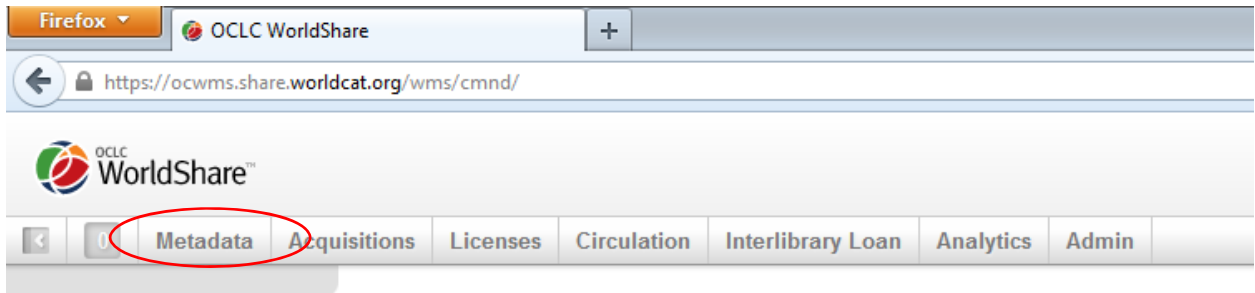 Firefox
OCLC WorldShare
+
https://ocwms.share.worldcat.org/wms/cmnd/
OCLC
WorldShare™
0 Metadata Acquisitions Licenses Circulation Interlibrary Loan Analytics Admin